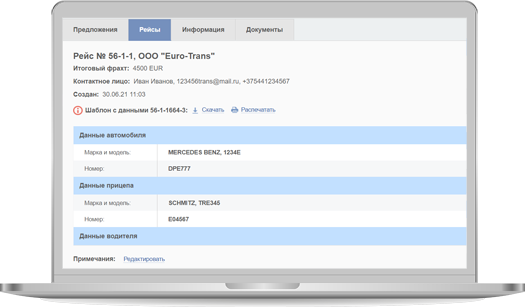 Предложения Рейсы Информация Документы
Рейс № 56-1-1, ООО "Euro-Trans"
Итоговый фрахт: 4500 EUR
Контактное лицо: Иван Иванов, 123456trans@mail.ru, +375441234567
Создан: 30.06.21 11:03
Шаблон с данными 56-1-1664-3: Скачать Распечатать
Данные автомобиля
Марка и модель: MERCEDES BENZ, 1234E
Номер: DPE777
Данные прицепа
Марка и модель: SCHMITZ, TRE345
Номер: E04567
Данные водителя
Примечания: Редактировать